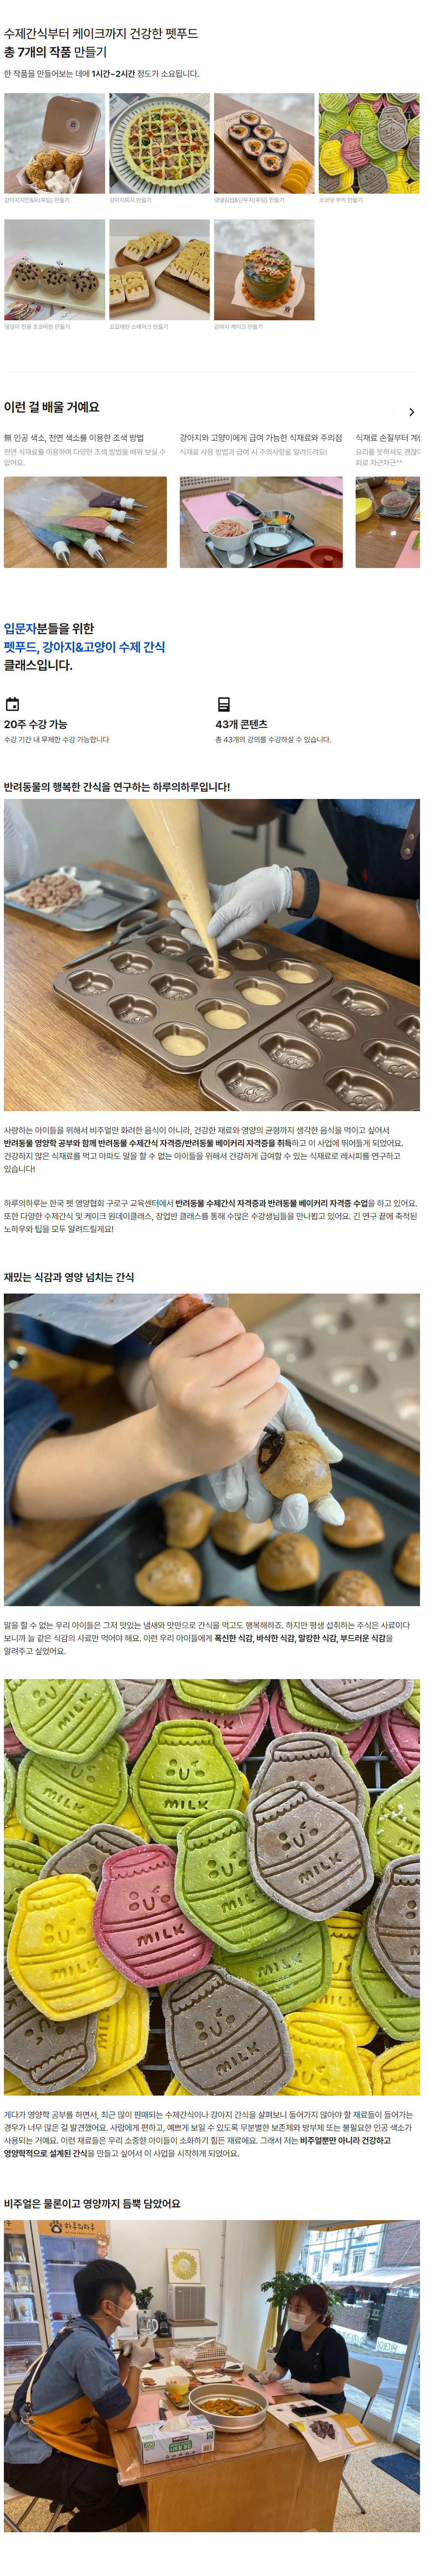 수제간식부터 케이크까지 건강한 펫푸드
총 7개의 작품 만들기
한 작품을 만들어보는 데에 1시간~2시간 정도가 소요됩니다.
강아지치킨&무(푸딩) 만들기
강아지피자 만들기
댕댕김밥&단무지(푸딩) 만들기
코코넛 쿠키 만들기
댕댕이 전용 초코머핀 만들기
꼬꼬테린 스테이크 만들기
강아지 케이크 만들기
이런 걸 배울 거예요
無 인공 색소, 천연 색소를 이용한 조색 방법
천연 식재료를 이용하여 다양한 조색 방법을 배워 보실 수
있어요.
강아지와 고양이에게 급여 가능한 식재료와 주의점
식재료 사용 방법과 급여 시 주의사항을 알려드려요!
식재료 손질부터 계
요리를 못하셔도 괜찮
피로 차근차근^^
입문자분들을 위한
펫푸드, 강아지&고양이 수제 간식
클래스입니다.
20주 수강 가능
수강 기간 내 무제한 수강 가능합니다
43개 콘텐츠
총 43개의 강의를 수강하실 수 있습니다.
반려동물의 행복한 간식을 연구하는 하루의하루입니다!
사랑하는 아이들을 위해서 비주얼만 화려한 음식이 아니라, 건강한 재료와 영양의 균형까지 생각한 음식을 먹이고 싶어서
반려동물 영양학 공부와 함께 반려동물 수제간식 자격증/반려동물 베이커리 자격증을 취득하고 이 사업에 뛰어들게 되었어요.
건강하지 않은 식재료를 먹고 아파도 말을 할 수 없는 아이들을 위해서 건강하게 급여할 수 있는 식재료로 레시피를 연구하고
있습니다!
하루의하루는 한국 펫 영양협회 구로구 교육센터에서 반려동물 수제간식 자격증과 반려동물 베이커리 자격증 수업을 하고 있어요.
또한 다양한 수제간식 및 케이크 원데이클래스, 창업반 클래스를 통해 수많은 수강생님들을 만나뵙고 있어요. 긴 연구 끝에 축적된
노하우와 팁을 모두 알려드릴게요!
재밌는 식감과 영양 넘치는 간식
말을 할 수 없는 우리 아이들은 그저 맛있는 냄새와 맛만으로 간식을 먹고도 행복해하죠. 하지만 평생 섭취하는 주식은 사료이다
보니까 늘 같은 식감의 사료만 먹어야 해요. 이런 우리 아이들에게 폭신한 식감, 바삭한 식감, 말캉한 식감, 부드러운 식감을
알려주고 싶었어요.
MILK
MILK
MILK
MILK
MILK
MILK
게다가 영양학 공부를 하면서, 최근 많이 판매되는 수제간식이나 강아지 간식을 살펴보니 들어가지 않아야 할 재료들이 들어가는
경우가 너무 많은 걸 발견했어요. 사람에게 편하고, 예쁘게 보일 수 있도록 무분별한 보존제와 방부제 또는 불필요한 인공 색소가
사용되는 거예요. 이런 재료들은 우리 소중한 아이들이 소화하기 힘든 재료에요. 그래서 저는 비주얼뿐만 아니라 건강하고
영양학적으로 설계된 간식을 만들고 싶어서 이 사업을 시작하게 되었어요.
비주얼은 물론이고 영양까지 듬뿍 담았어요
하루의하루